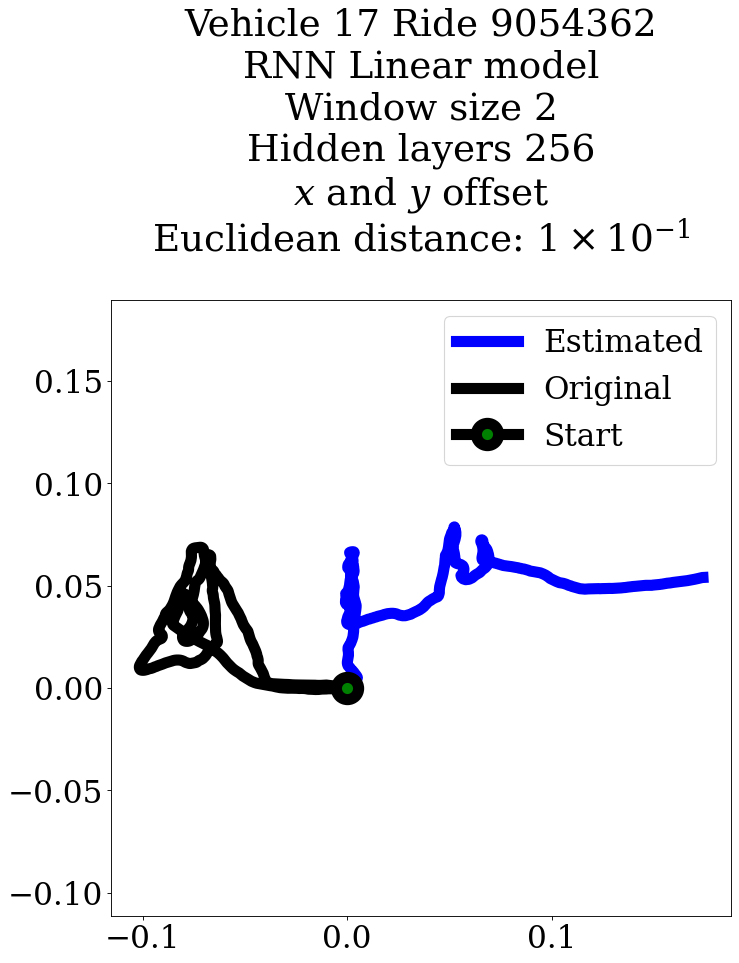 Vehicle 17 Ride 9054362
RNN Linear model
Window size 2
Hidden layers 256
x and y offset
Euclidean distance: 1 × 10⁻¹
Estimated
Original
Start
0.15
0.10
0.05
0.00
−0.05
−0.10
−0.1 0.0 0.1